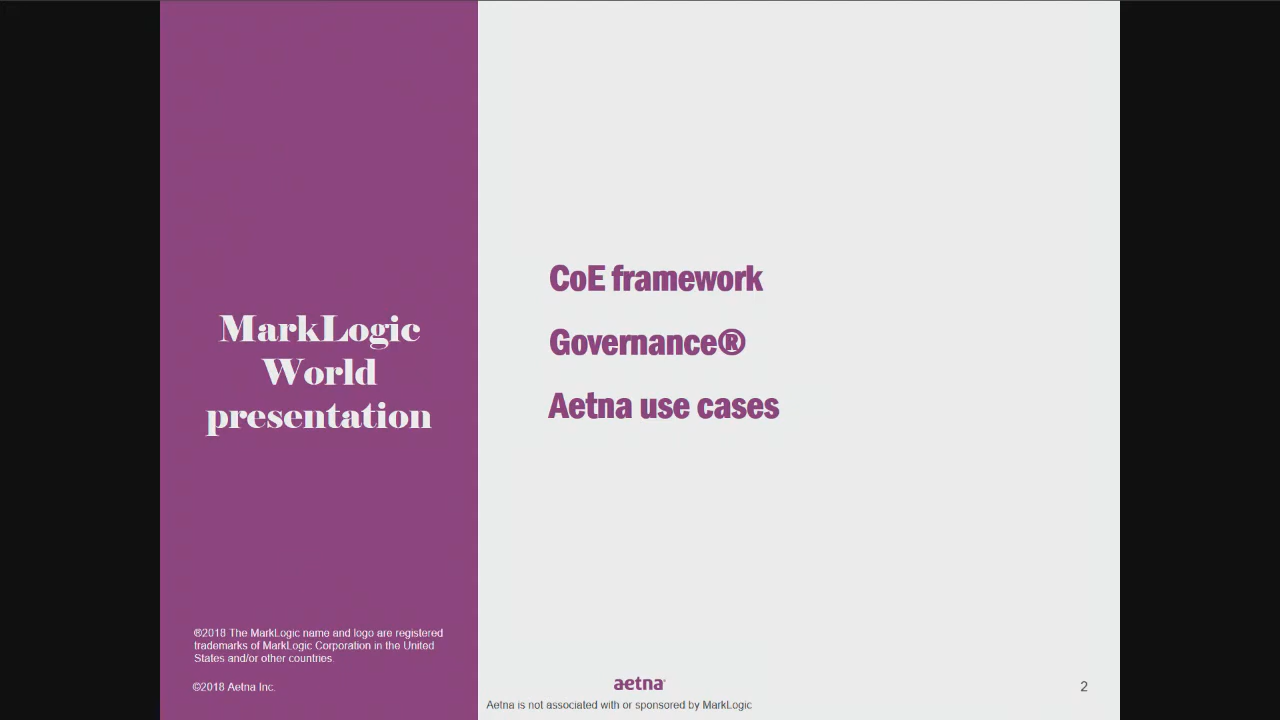 MarkLogic
World
presentation
CoE framework
Governance®
Aetna use cases
®2018 The MarkLogic name and logo are registered
trademarks of MarkLogic Corporation in the United
States and/or other countries.
©2018 Aetna Inc.
aetna®
Aetna is not associated with or sponsored by MarkLogic
2